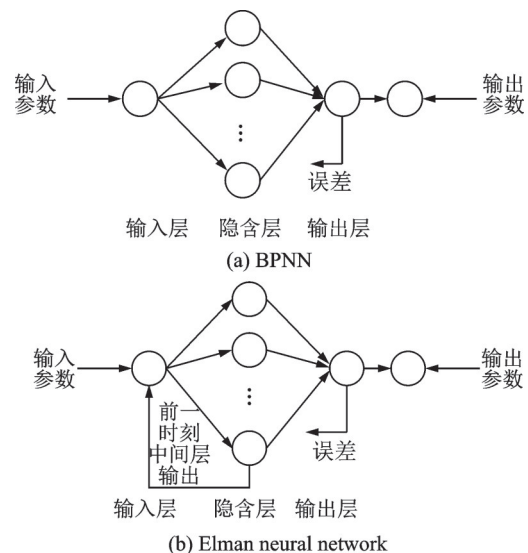 输入
参数
输出
参数
…
误差
输入层 隐含层 输出层
(a) BPNN
输入
参数
输出
参数
…
前一
时刻
中间层
输出
误差
输入层 隐含层 输出层
(b) Elman neural network